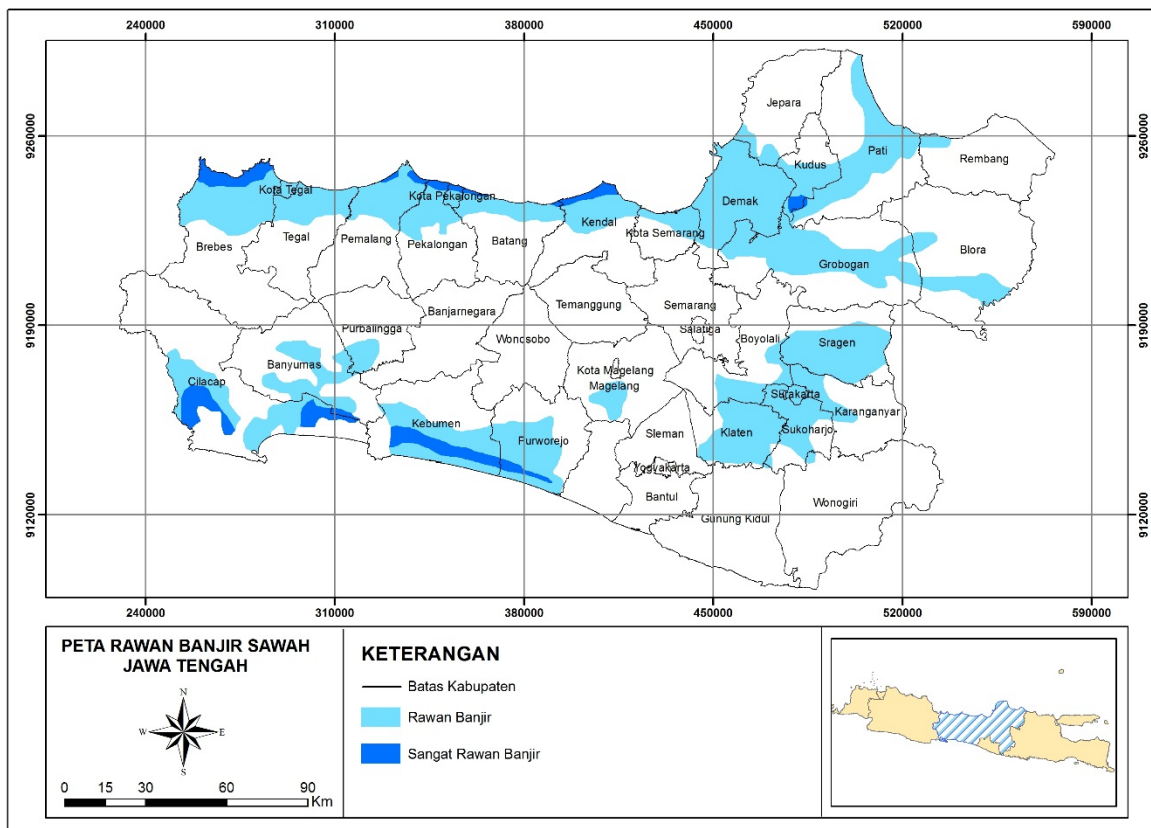 240000 310000 380000 450000 520000 590000
9260000 9260000
9190000 9190000
9120000 9120000
Jepara
Pati
Kudus
Rembang
Kota Tegal
Kota Pekalongan
Demak
Kendal
Kota Semarang
Brebes
Tegal
Pemalang
Pekalongan
Batang
Grobogan
Blora
Temanggung
Semarang
Banjarnegara
Purbalingga
Wonosobo
Salatiga
Boyolali
Sragen
Banyumas
Kota Magelang
Cilacap
Magelang
Surakarta
Karanganyar
Kebumen
Purworejo
Sleman
Klaten
Sukoharjo
Yogyakarta
Bantul
Wonogiri
Gunung Kidul
240000 310000 380000 450000 520000 590000
PETA RAWAN BANJIR SAWAH
JAWA TENGAH
N
W E
S
0 15 30 60 90
Km
KETERANGAN
Batas Kabupaten
Rawan Banjir
Sangat Rawan Banjir